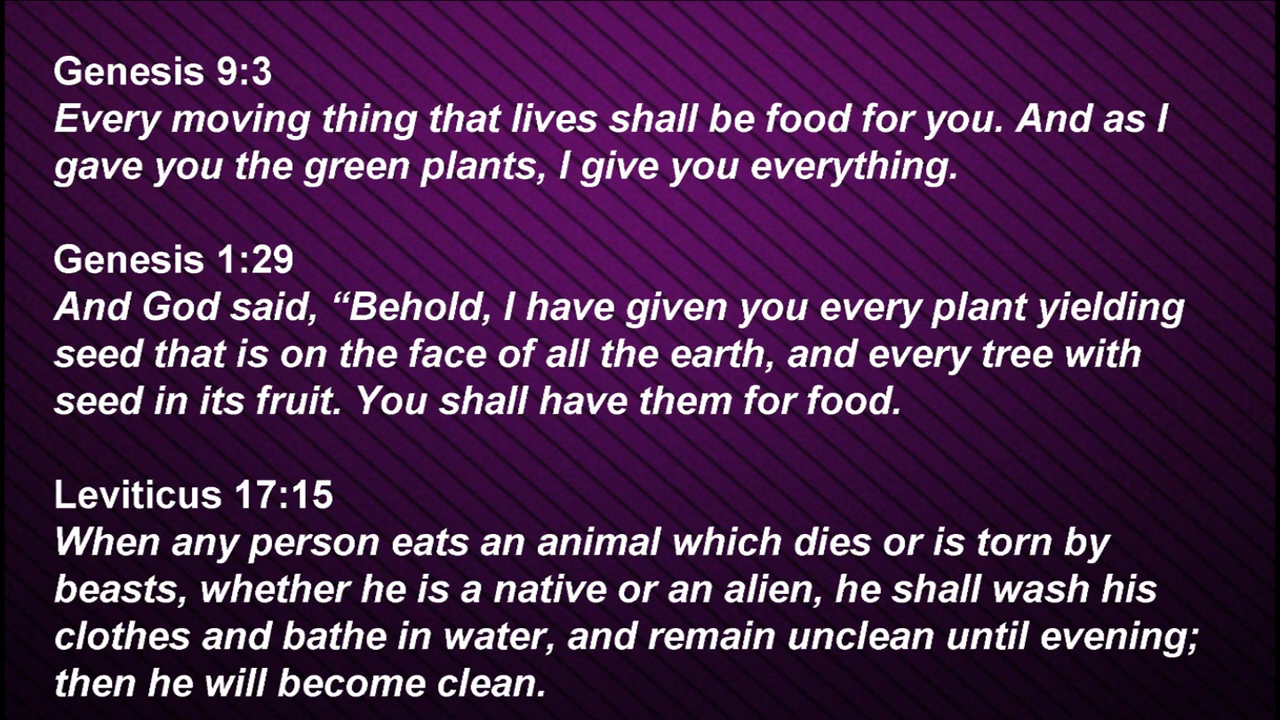 Genesis 9:3
Every moving thing that lives shall be food for you. And as I
gave you the green plants, I give you everything.
Genesis 1:29
And God said, “Behold, I have given you every plant yielding
seed that is on the face of all the earth, and every tree with
seed in its fruit. You shall have them for food.
Leviticus 17:15
When any person eats an animal which dies or is torn by
beasts, whether he is a native or an alien, he shall wash his
clothes and bathe in water, and remain unclean until evening;
then he will become clean.